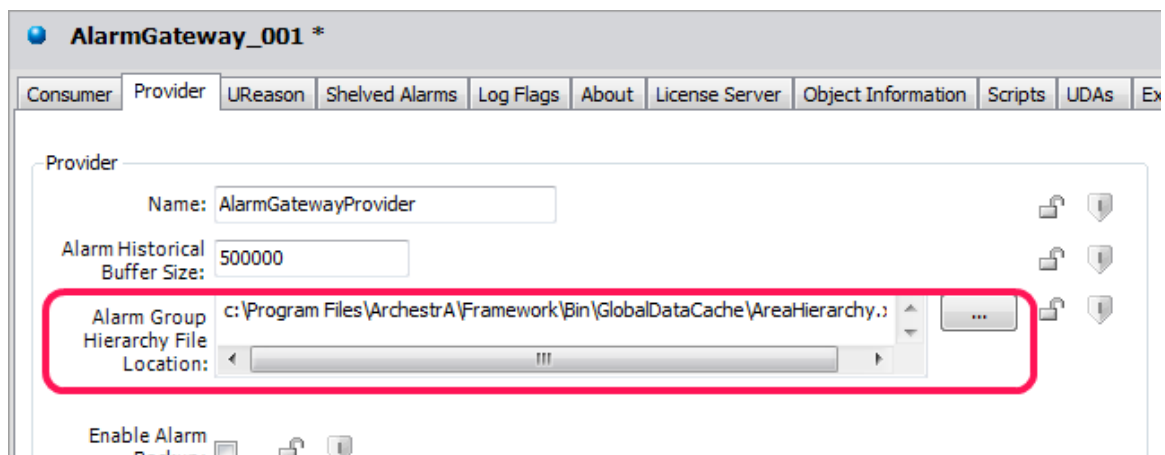 AlarmGateway_001 *
Consumer Provider UReason Shelved Alarms Log Flags About License Server Object Information Scripts UDAs Ex
Provider
Name: AlarmGatewayProvider
Alarm Historical
Buffer Size: 500000
Alarm Group
Hierarchy File
Location: c:\Program Files\ArchestrA\Framework\Bin\GlobalDataCache\AreaHierarchy.x
...
Enable Alarm